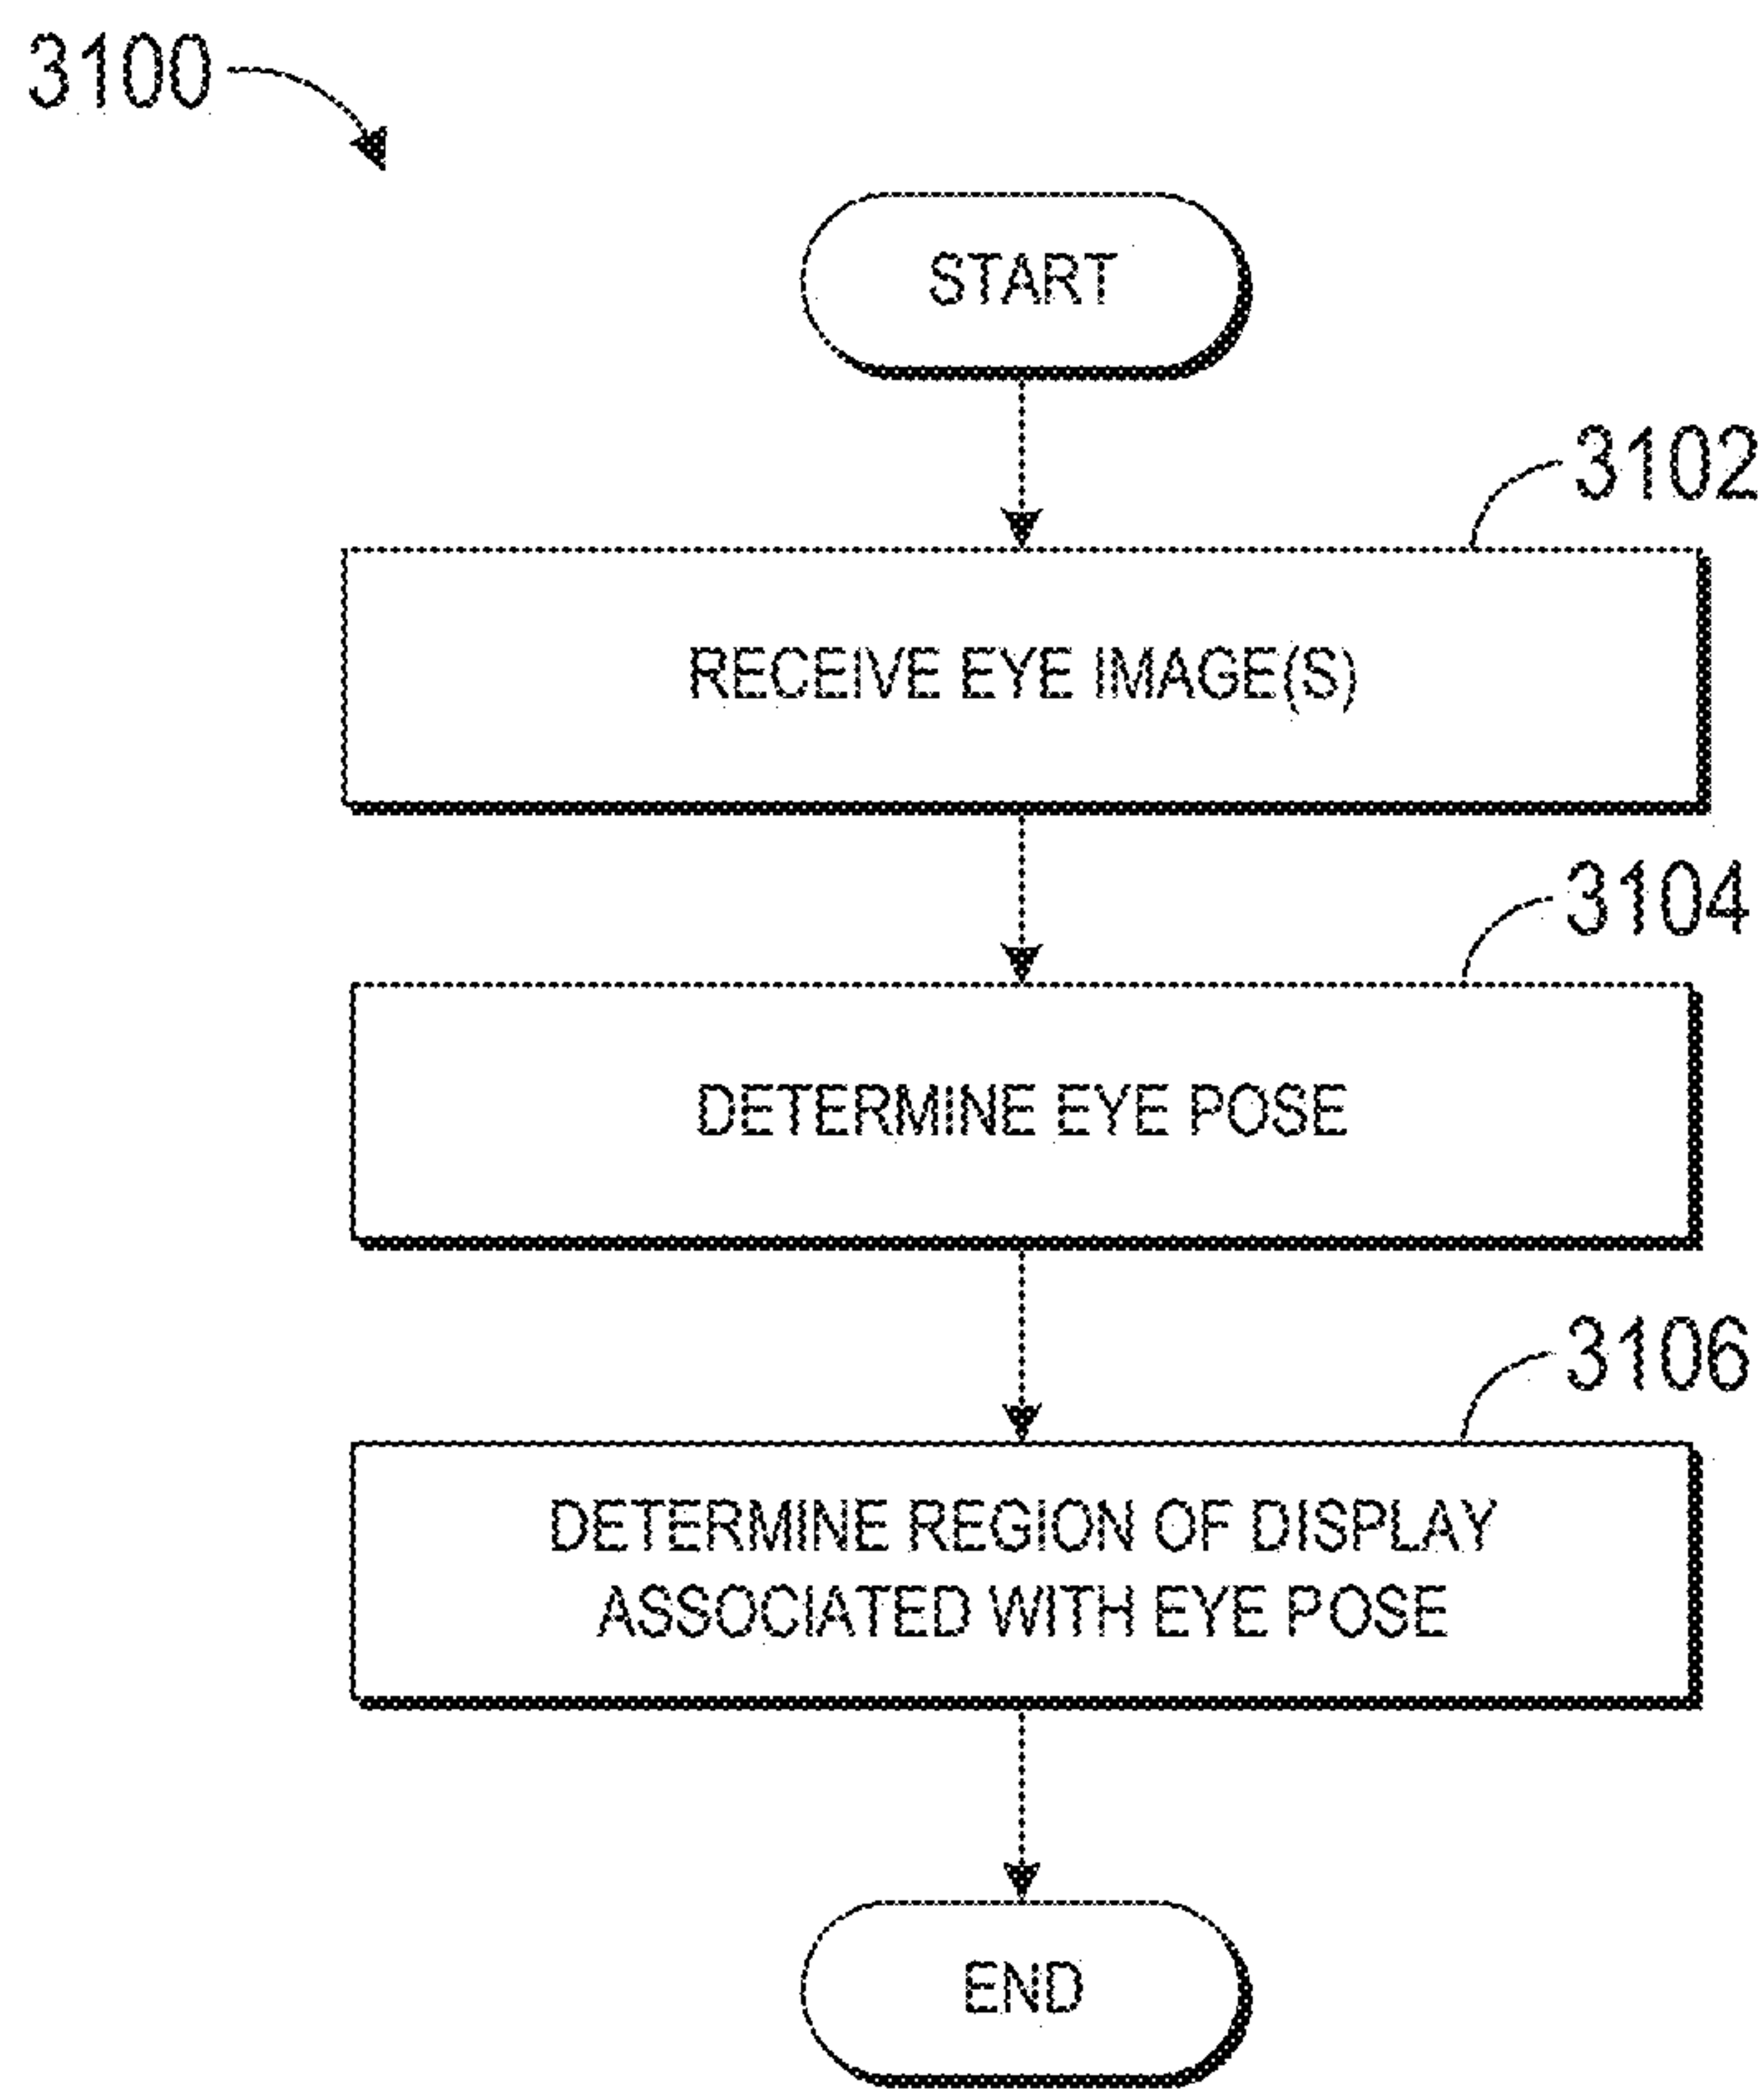 3100
START
3102
RECEIVE EYE IMAGE(S)
3104
DETERMINE EYE POSE
3106
DETERMINE REGION OF DISPLAY
ASSOCIATED WITH EYE POSE
END